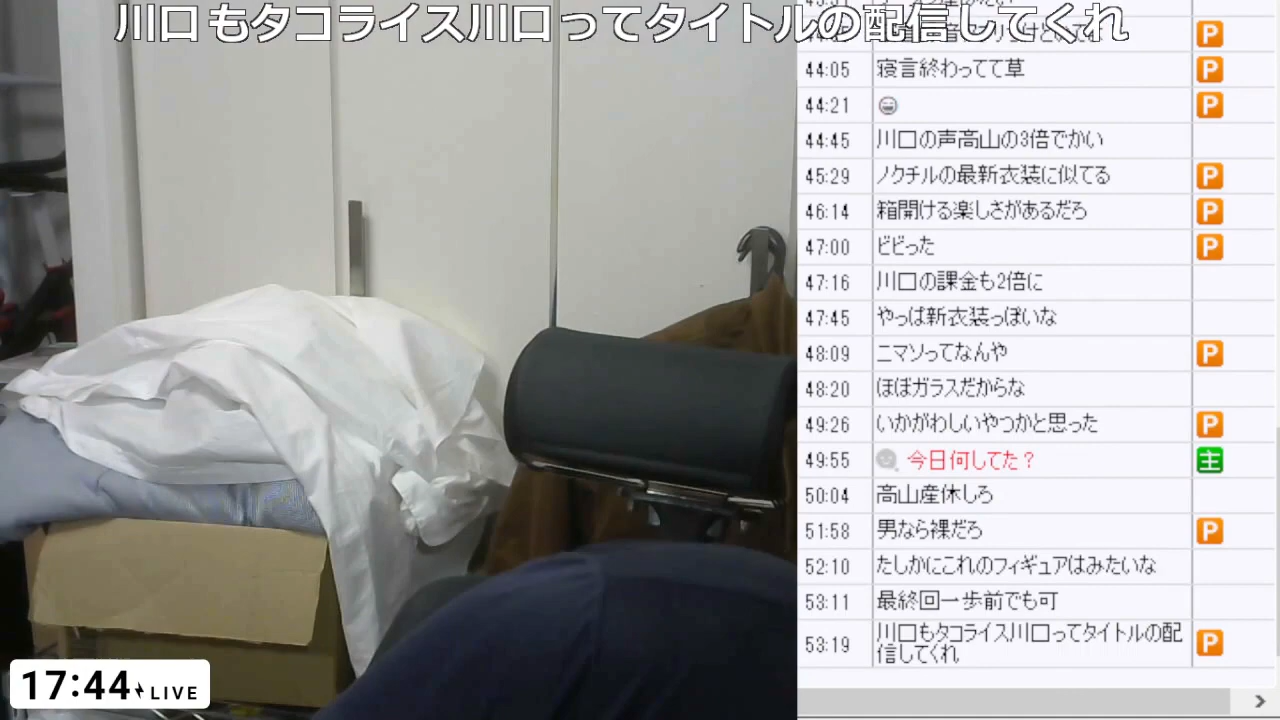 川口もタコライス川口ってタイトルの配信してくれ
44:05 寝言終わってて草 P
44:21 😄 P
44:45 川口の声高山の3倍でかい
45:29 ノクチルの最新衣装に似てる P
46:14 箱開ける楽しさがあるだろ P
47:00 ビビった P
47:16 川口の課金も2倍に
47:45 やっぱ新衣装っぽいな
48:09 ニマソってなんや P
48:20 ほぼガラスだからな
49:26 いかがわしいやつかと思った P
49:55 今日何してた？ 主
50:04 高山産休しろ
51:58 男なら裸だろ P
52:10 たしかにこれのフィギュアはみたいな
53:11 最終回一歩前でも可
53:19 川口もタコライス川口ってタイトルの配 P
信してくれ
17:44 LIVE